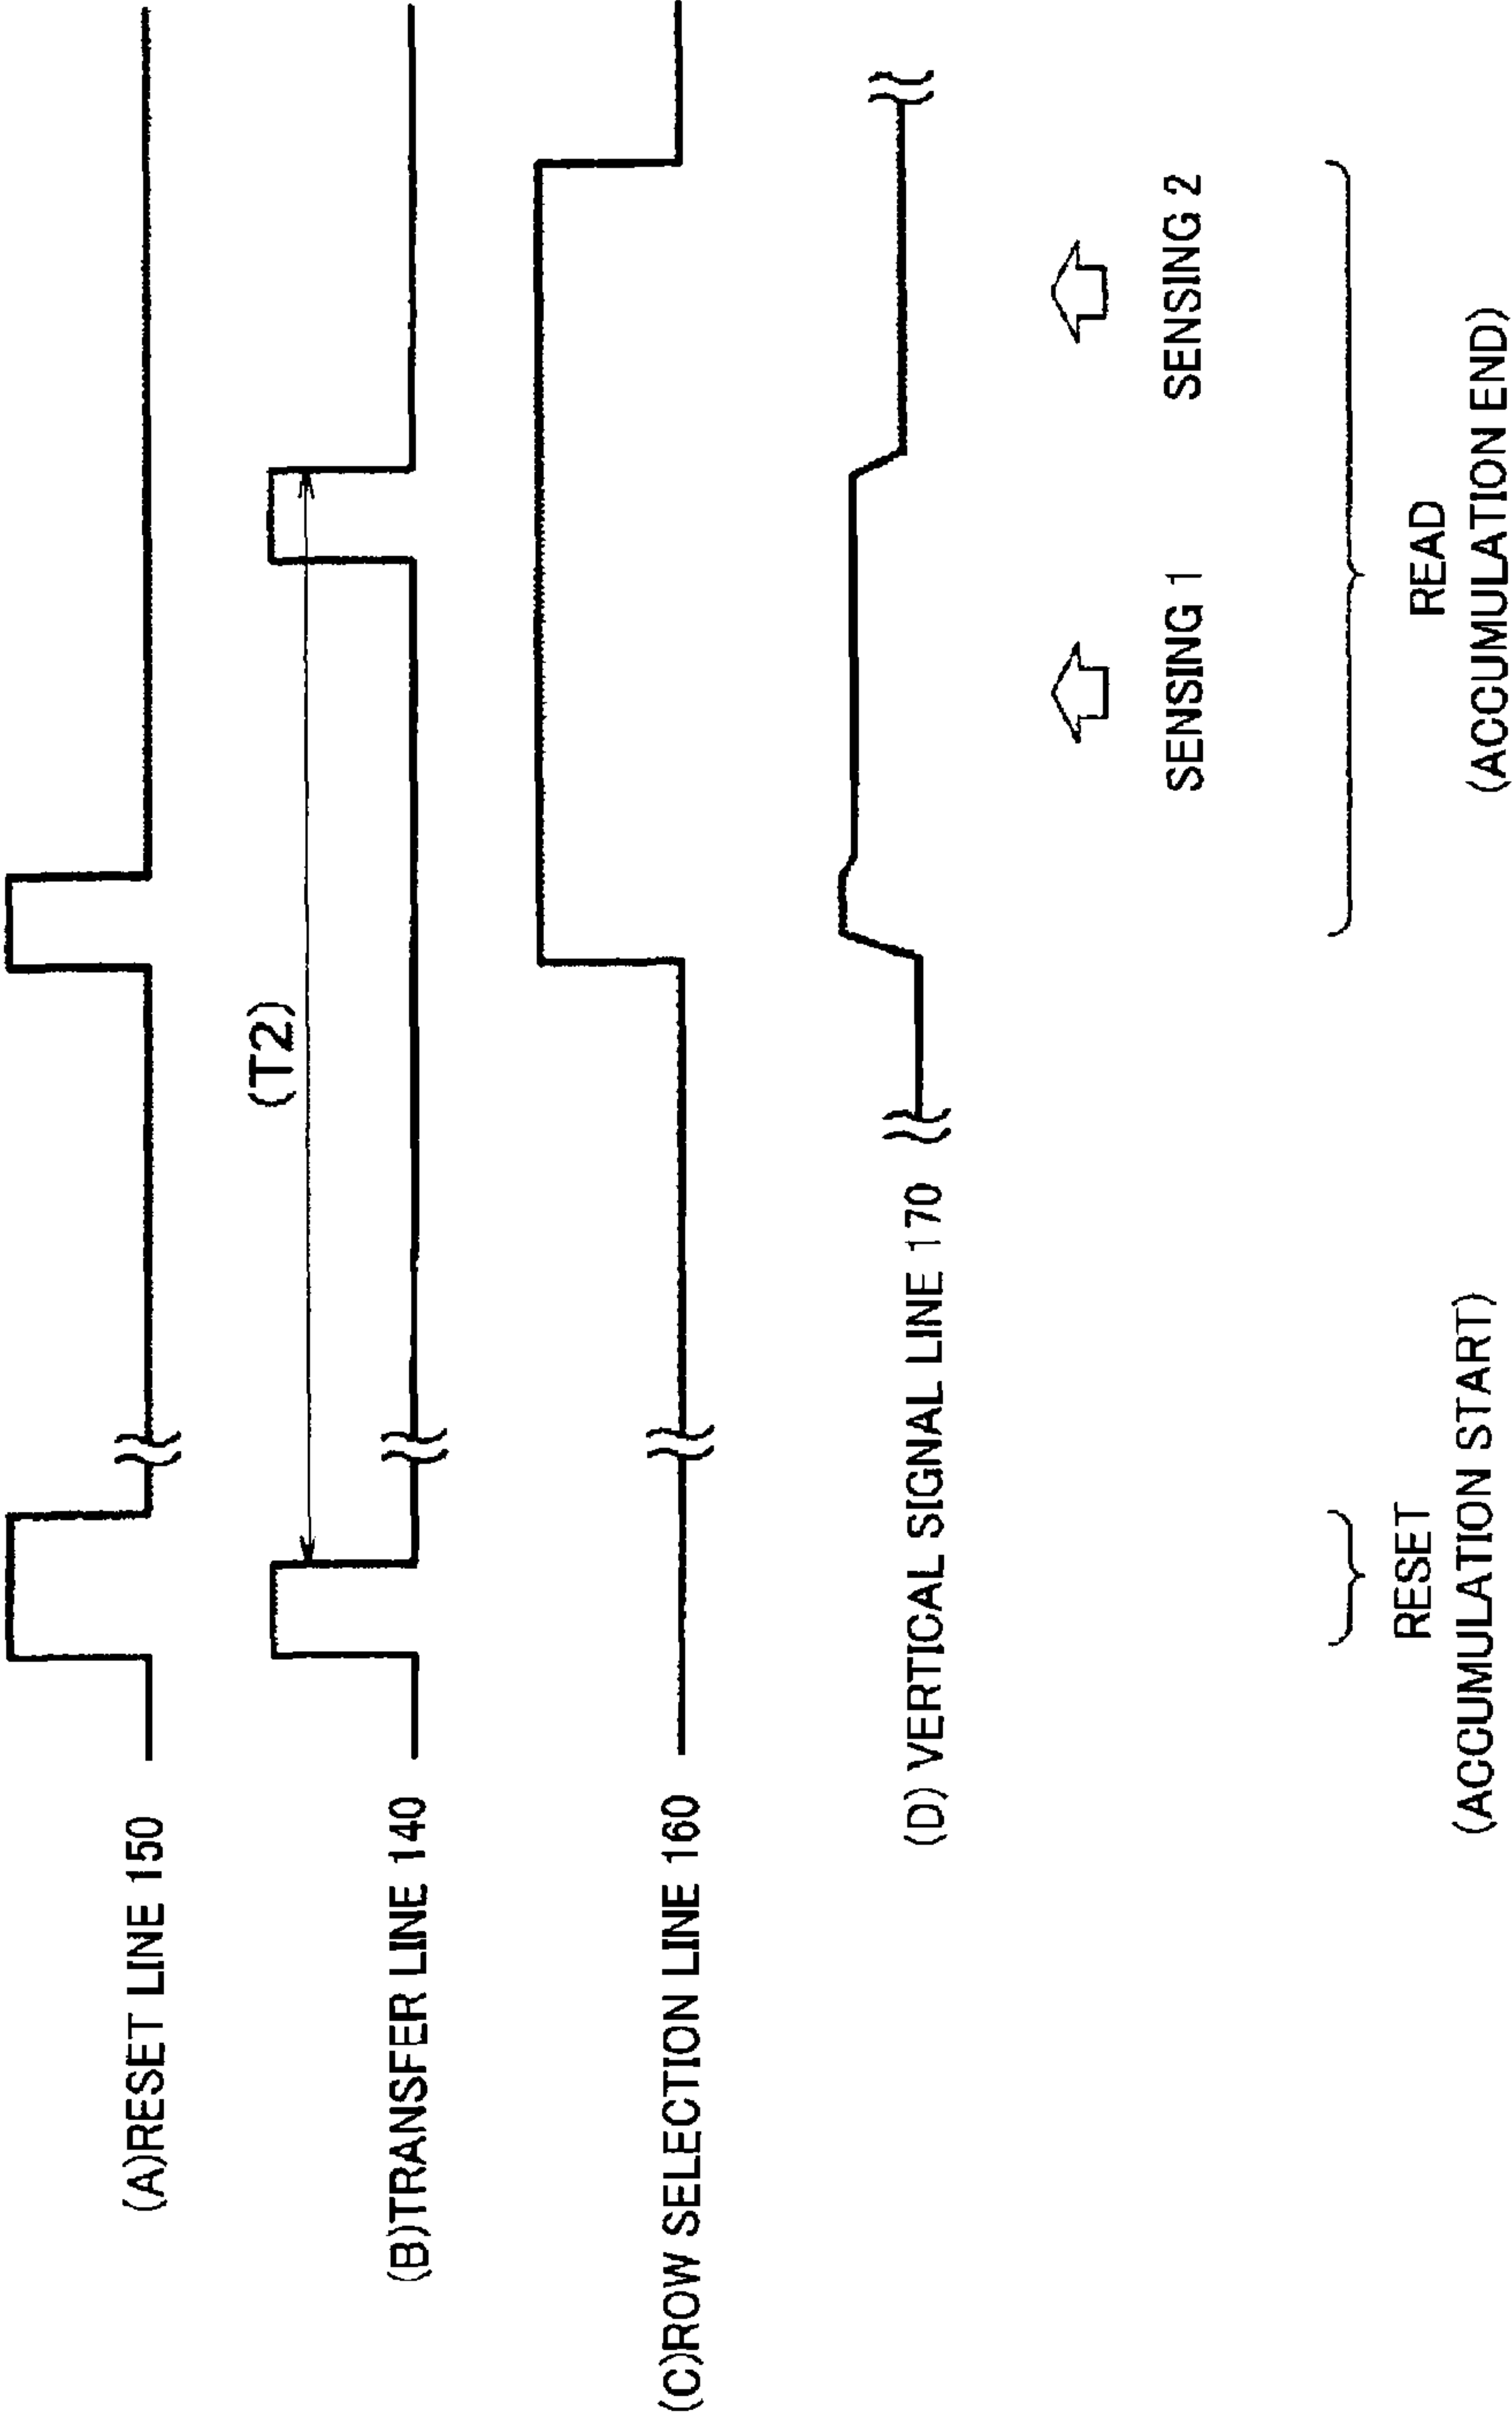 (A)RESET LINE 150
(T2)
(B)TRANSFER LINE 140
(C)ROW SELECTION LINE 160
(D) VERTICAL SIGNAL LINE 170
SENSING 1
SENSING 2
RESET
(ACCUMULATION START)
READ
(ACCUMULATION END)